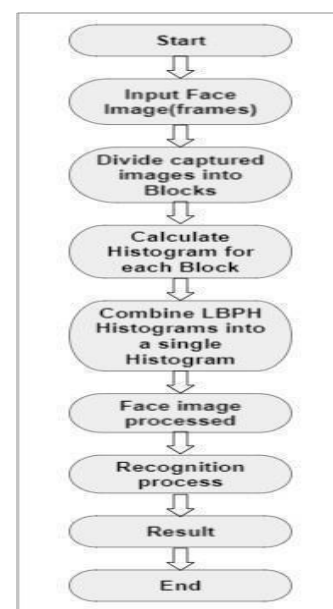 Start
Input Face
Image(frames)
Divide captured
images into
Blocks
Calculate
Histogram for
each Block
Combine LBPH
Histograms into
a single
Histogram
Face image
processed
Recognition
process
Result
End